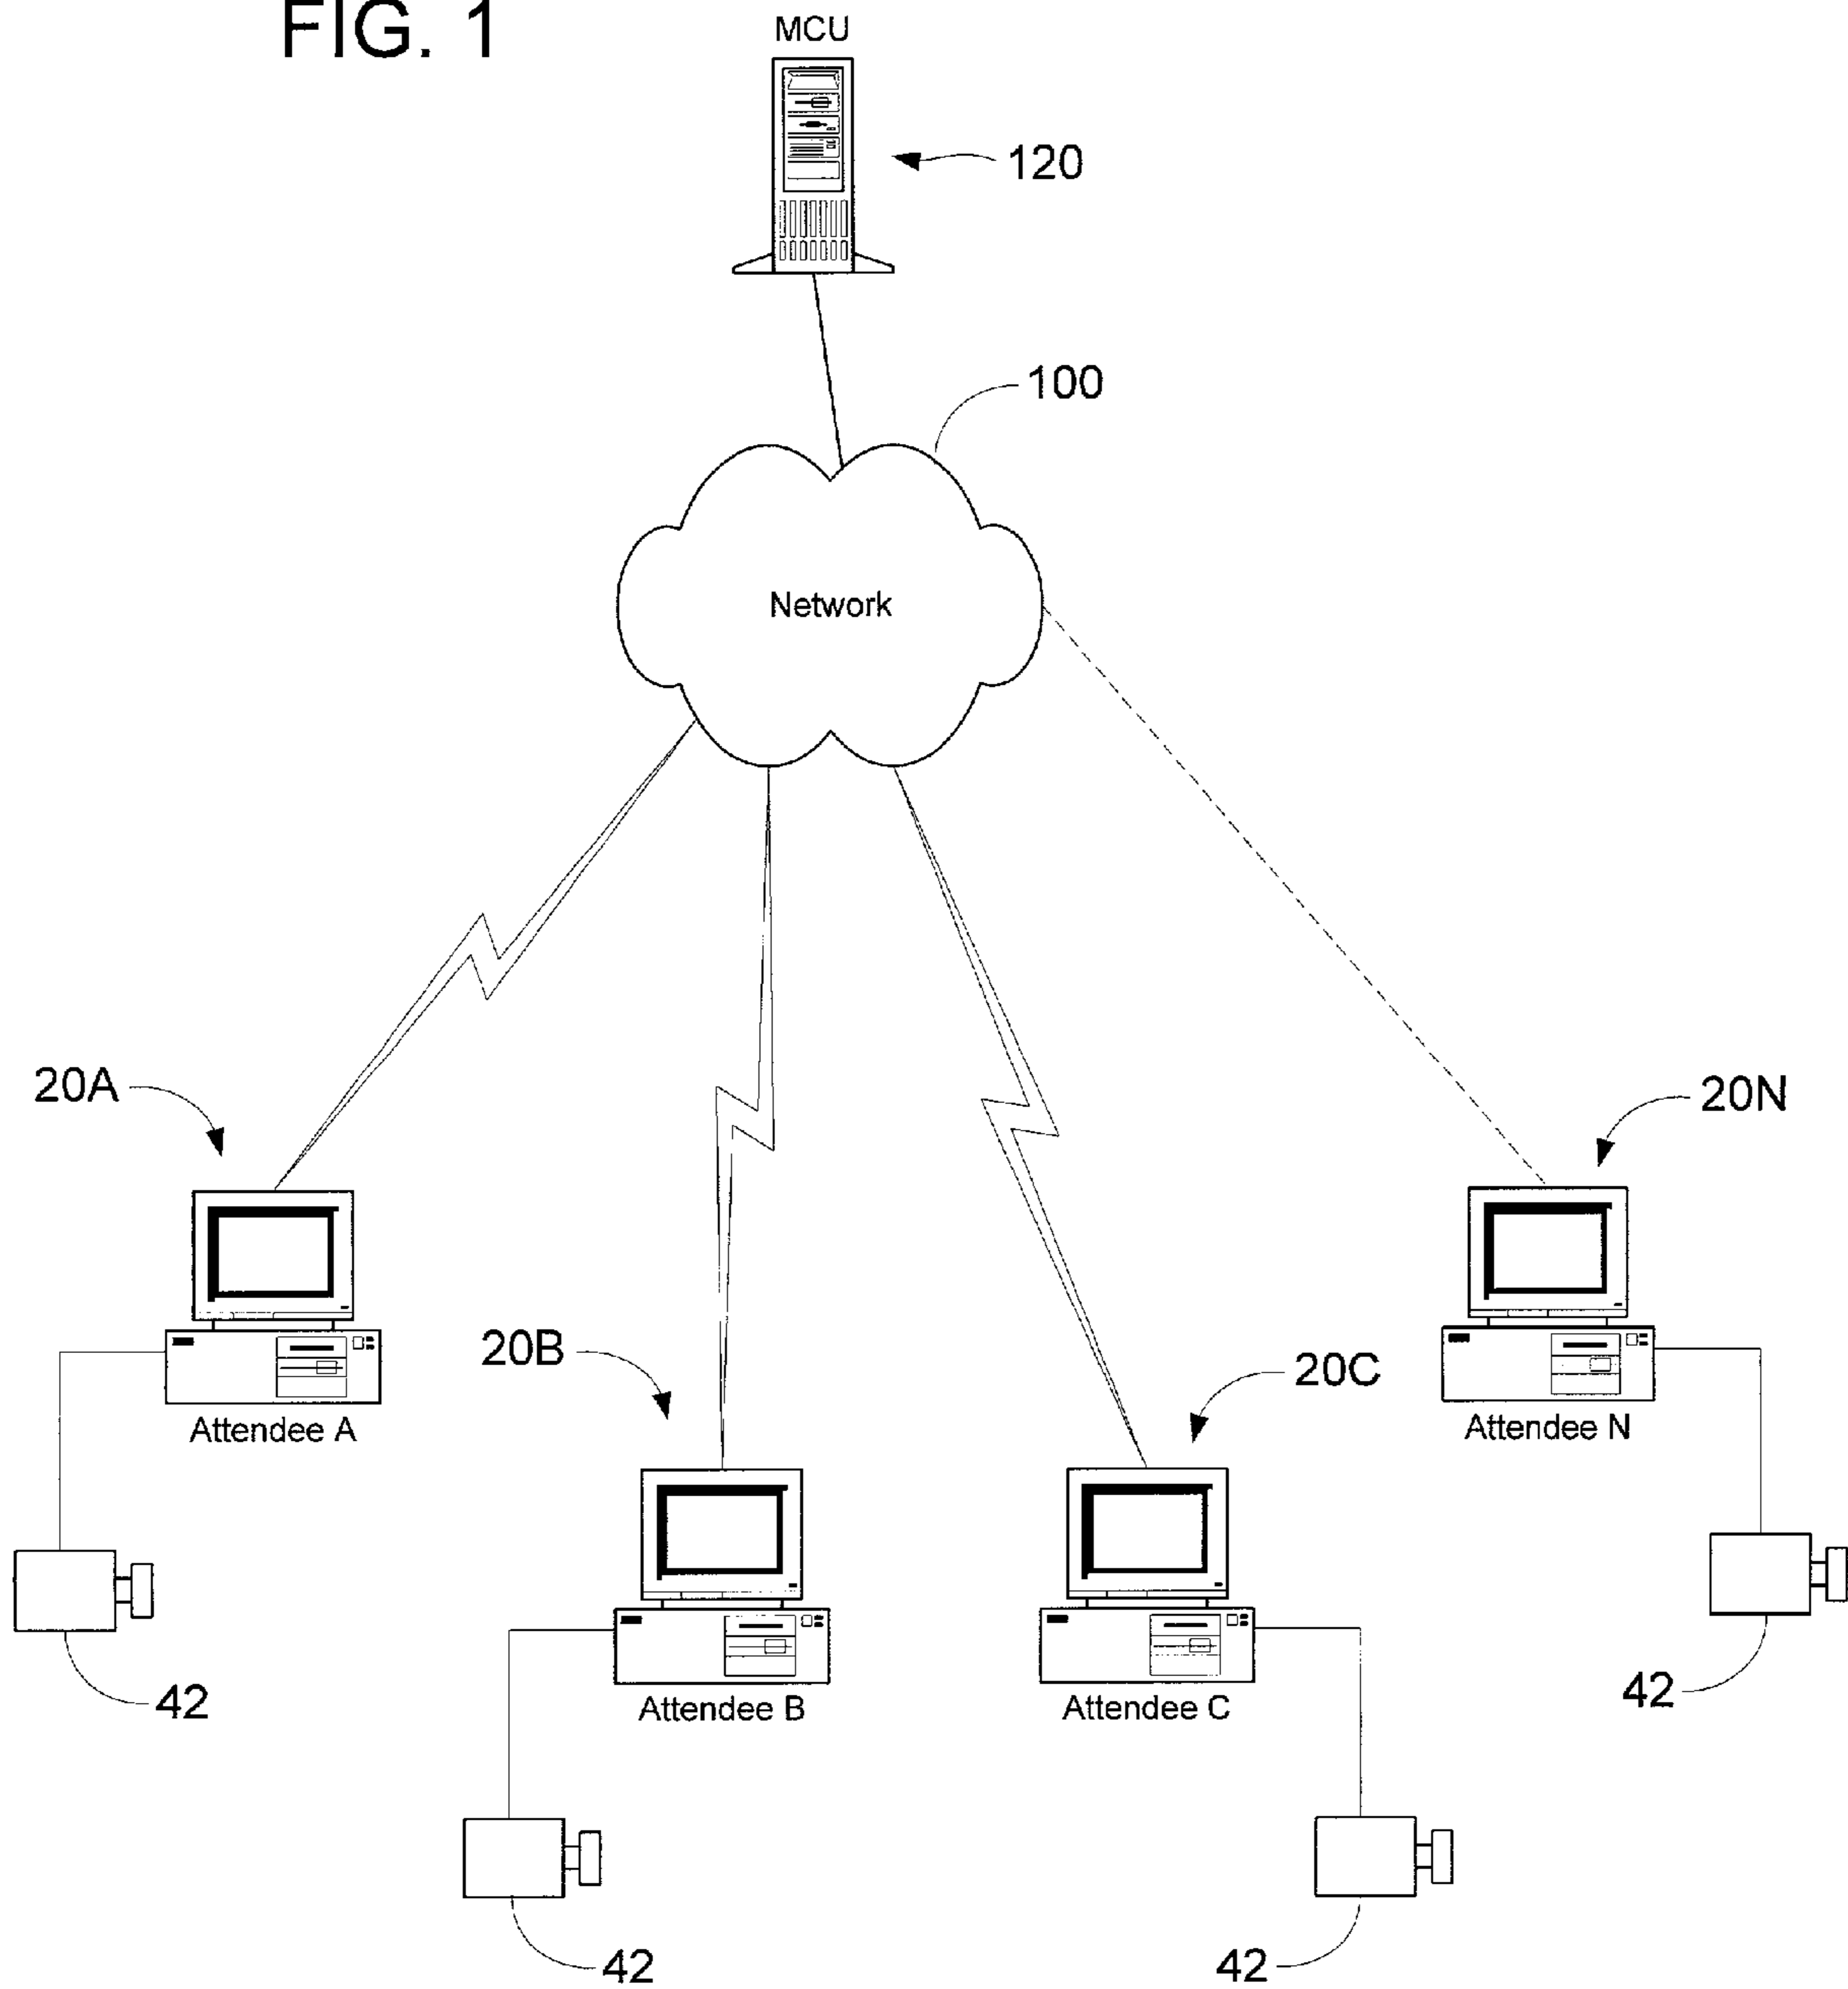 FIG. 1
MCU
120
100
Network
20A
20N
20B
20C
Attendee A
Attendee N
42
Attendee B
Attendee C
42
42
42